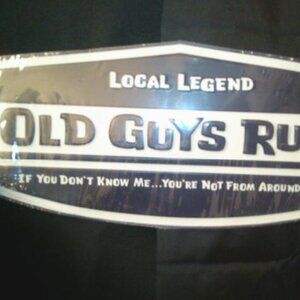 LOCAL LEGEND
OLD GUYS RU
IF YOU DON'T KNOW ME...YOU'RE NOT FROM AROUND